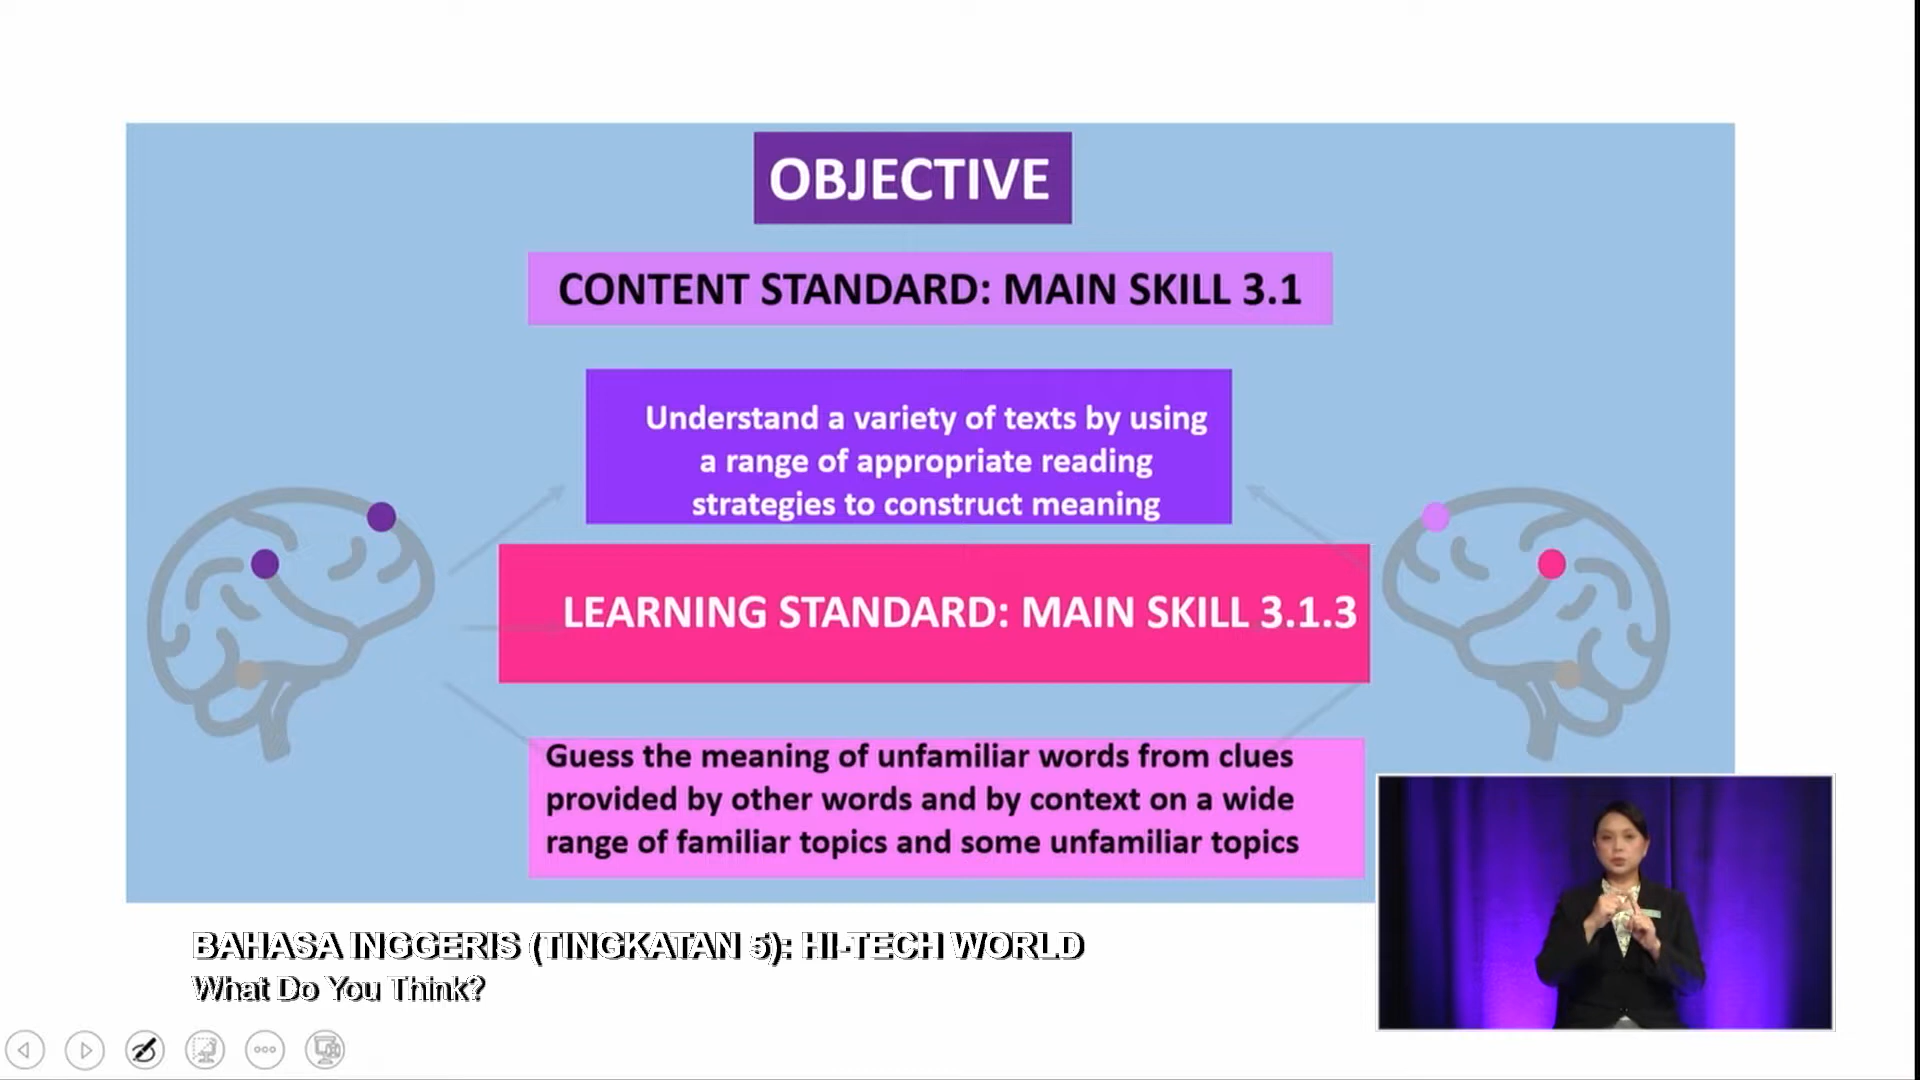 OBJECTIVE
CONTENT STANDARD: MAIN SKILL 3.1
Understand a variety of texts by using
a range of appropriate reading
strategies to construct meaning
LEARNING STANDARD: MAIN SKILL 3.1.3
Guess the meaning of unfamiliar words from clues
provided by other words and by context on a wide
range of familiar topics and some unfamiliar topics
BAHASA INGGERIS (TINGKATAN 5): HI-TECH WORLD
What Do You Think?